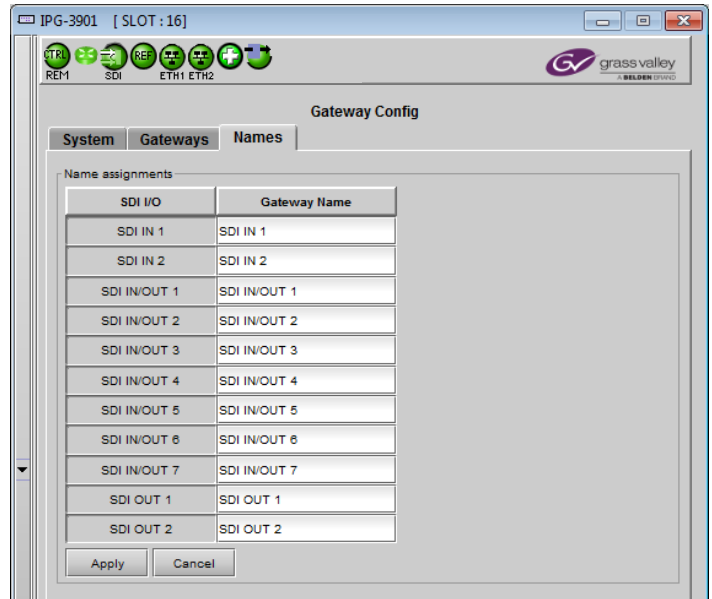 IPG-3901 [ SLOT : 16]
CTRL REF
REM SDI ETH1 ETH2
GV grass valley
A BELDEN BRAND
Gateway Config
System Gateways Names
Name assignments
SDI I/O Gateway Name
SDI IN 1 SDI IN 1
SDI IN 2 SDI IN 2
SDI IN/OUT 1 SDI IN/OUT 1
SDI IN/OUT 2 SDI IN/OUT 2
SDI IN/OUT 3 SDI IN/OUT 3
SDI IN/OUT 4 SDI IN/OUT 4
SDI IN/OUT 5 SDI IN/OUT 5
SDI IN/OUT 6 SDI IN/OUT 6
SDI IN/OUT 7 SDI IN/OUT 7
SDI OUT 1 SDI OUT 1
SDI OUT 2 SDI OUT 2
Apply Cancel